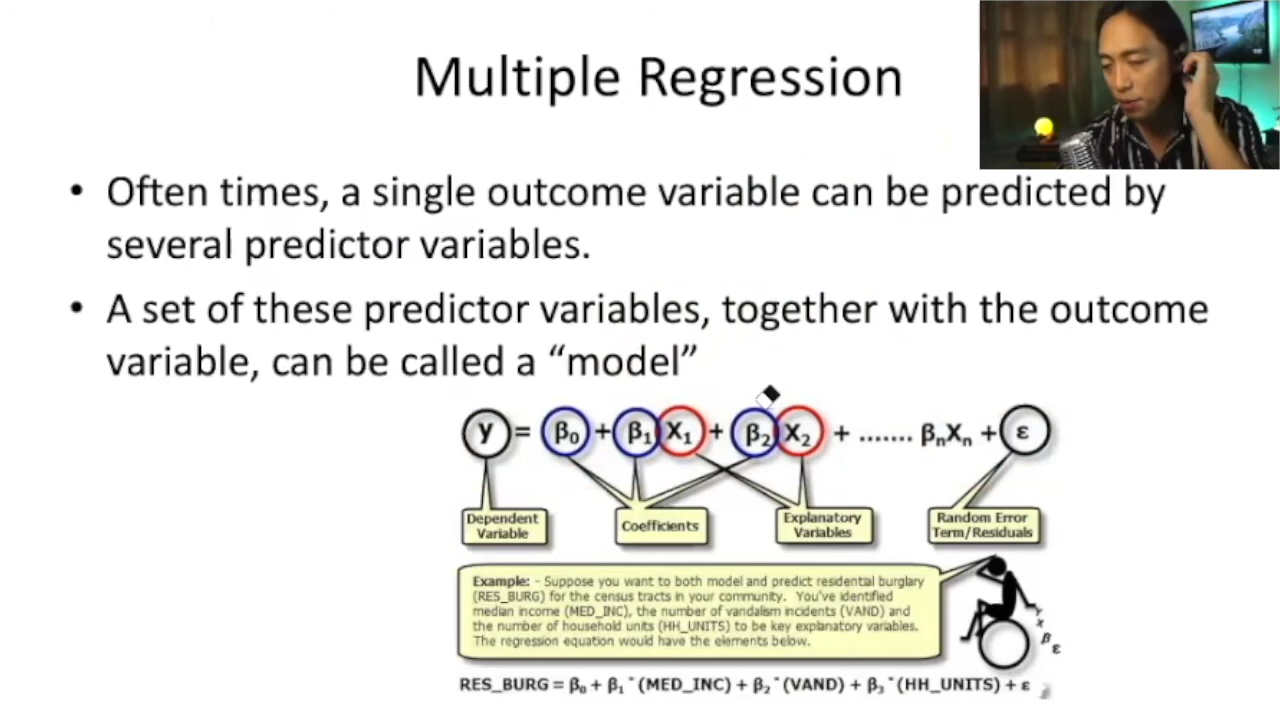 Multiple Regression
• Often times, a single outcome variable can be predicted by
several predictor variables.
• A set of these predictor variables, together with the outcome
variable, can be called a “model”
y = β₀ + β₁ X₁ + β₂ X₂ + ....... βₙXₙ + ε
Dependent
Variable
Coefficients
Explanatory
Variables
Random Error
Term/Residuals
Example: - Suppose you want to both model and predict residential burglary
(RES_BURG) for the census tracts in your community. You've identified
median income (MED_INC), the number of vandalism incidents (VAND) and
the number of household units (HH_UNITS) to be key explanatory variables.
The regression equation would have the elements below.
Y
x
β
ε
RES_BURG = β₀ + β₁ * (MED_INC) + β₂ * (VAND) + β₃ * (HH_UNITS) + ε